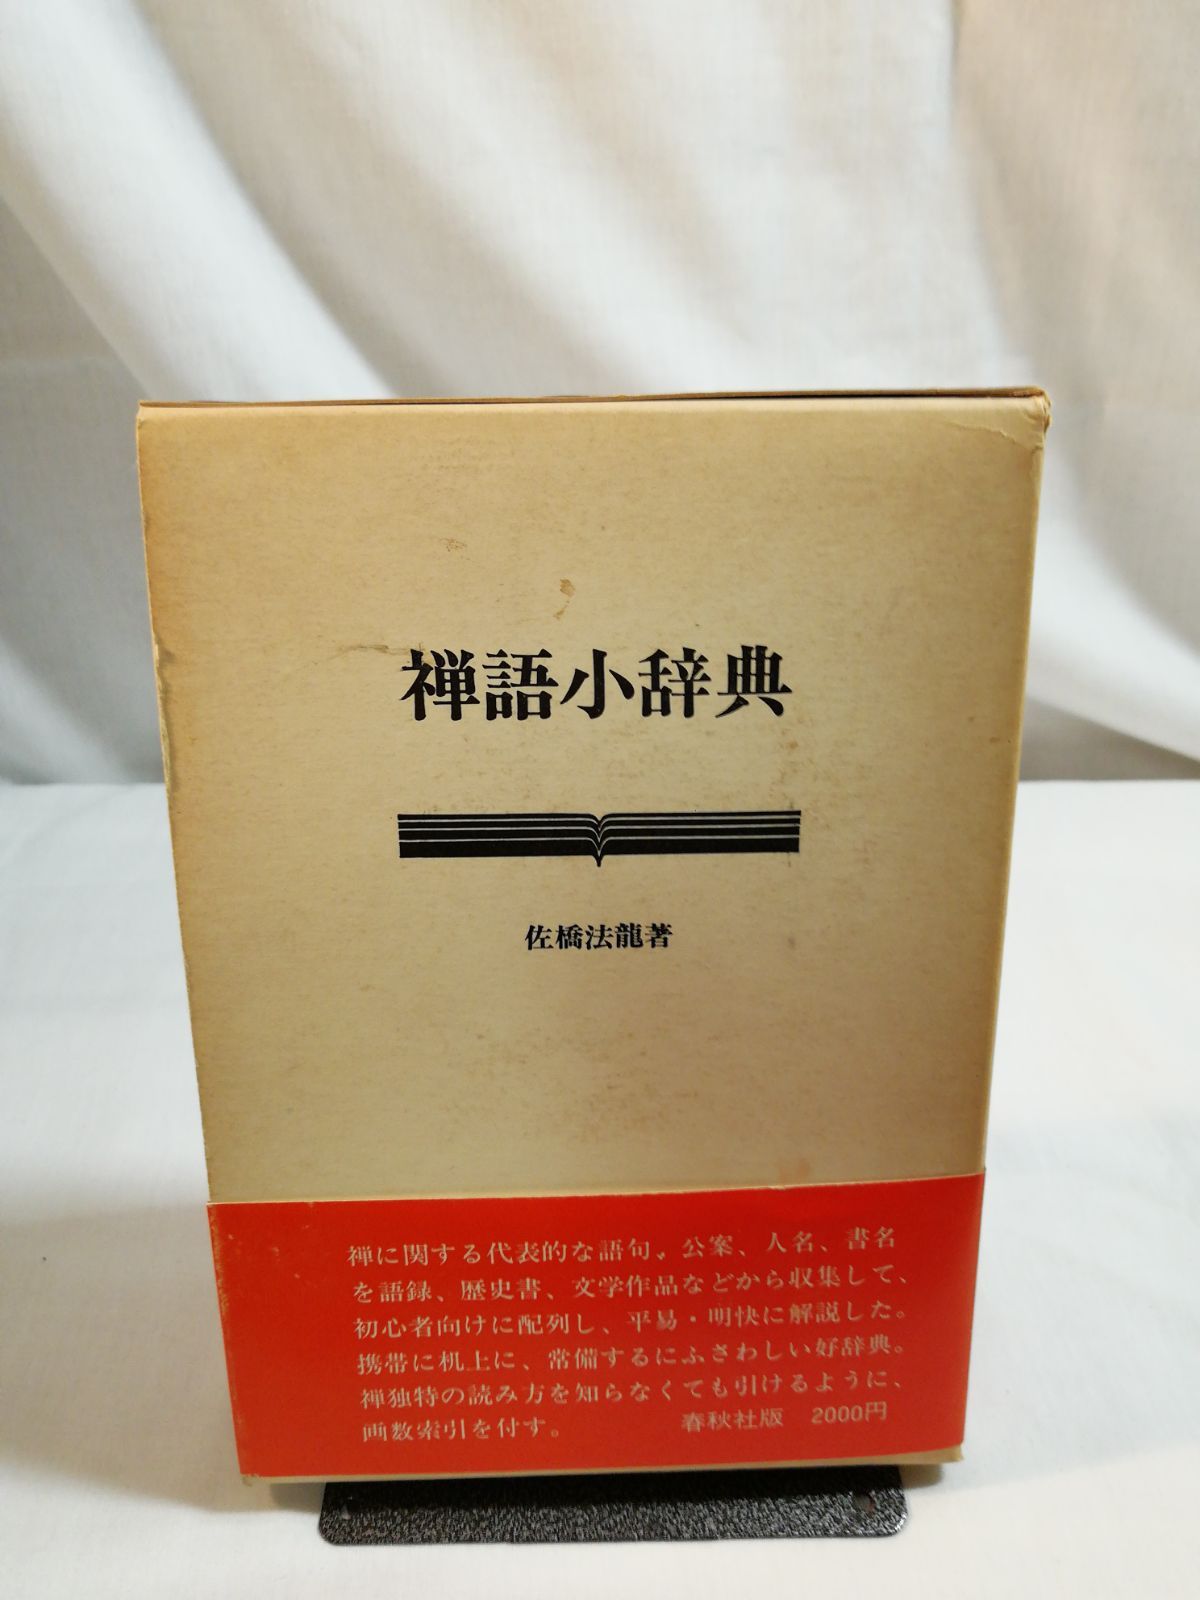 禅語小辞典
佐橋法龍著
禅に関する代表的な語句、公案、人名、書名
を語録、歴史書、文学作品などから収集して、
初心者向けに配列し、平易・明快に解説した。
携帯に机上に、常備するにふさわしい好辞典。
禅独特の読み方を知らなくても引けるように、
画数索引を付す。 春秋社版 2000円